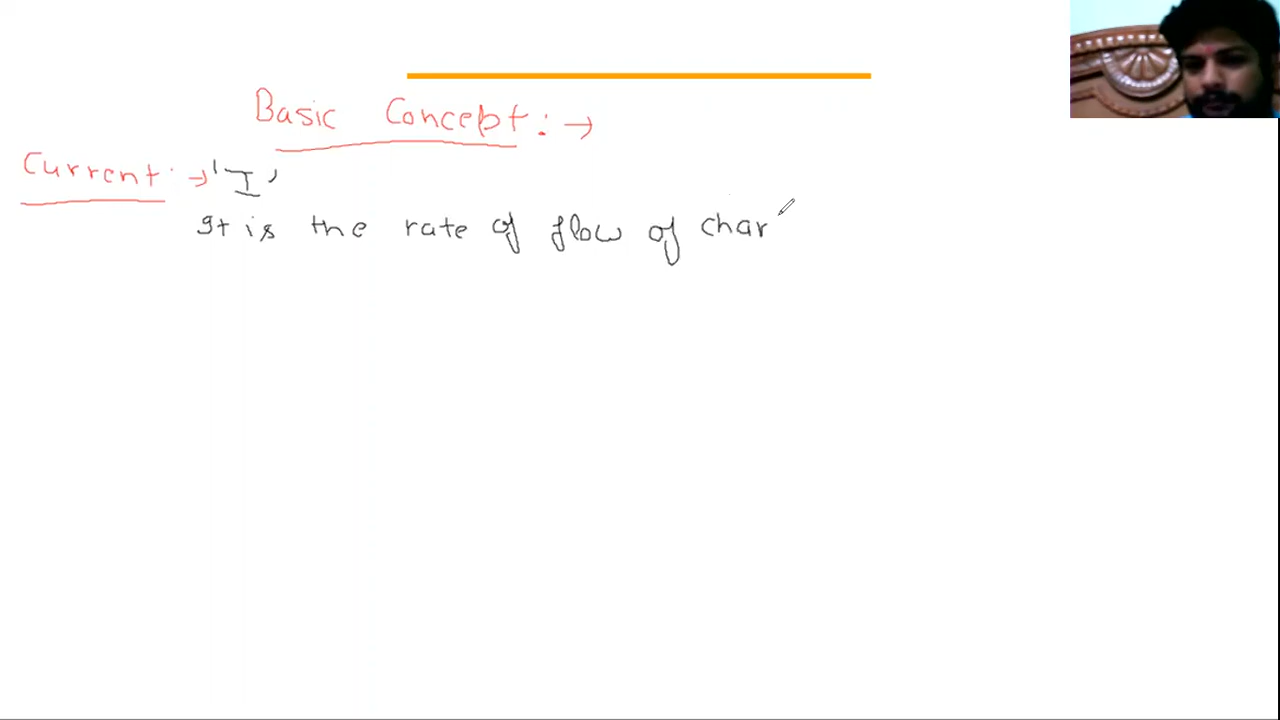 Basic Concept:→
Current:→ 'I'
It is the rate of flow of char